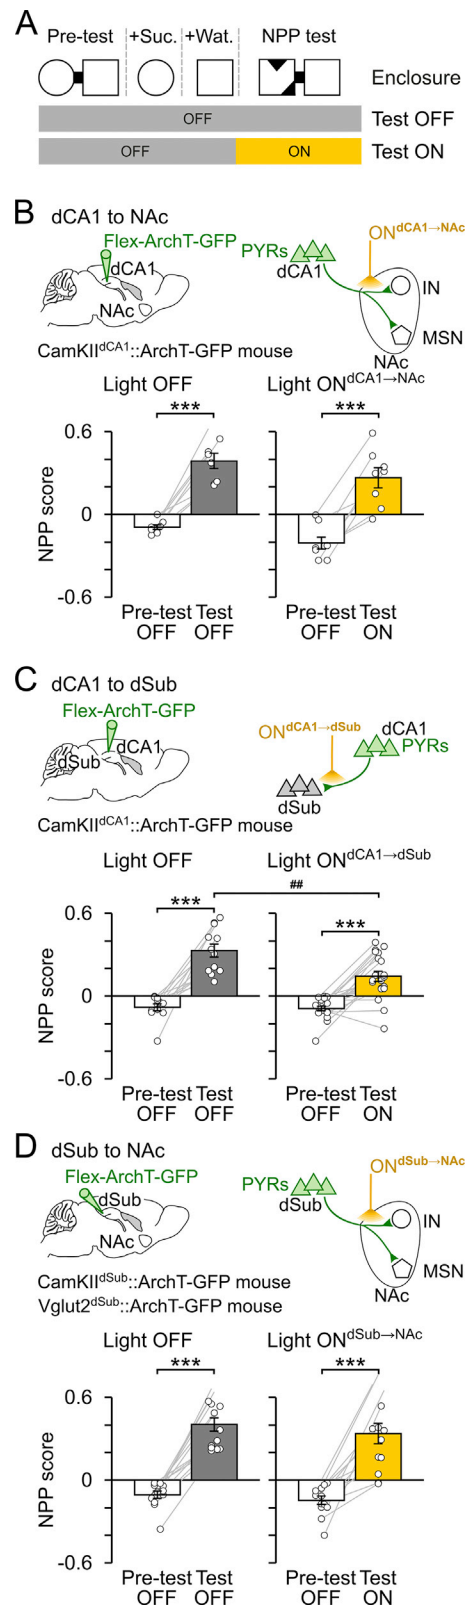 A
Pre-test +Suc. +Wat. NPP test
Enclosure
OFF Test OFF
OFF ON Test ON
B dCA1 to NAc
Flex-ArchT-GFP
dCA1
NAc
PYRs
dCA1
ON^dCA1→NAc
IN
MSN
NAc
CamKII^dCA1::ArchT-GFP mouse
Light OFF Light ON^dCA1→NAc
*** ***
0.6
0
-0.6
NPP score
Pre-test Test Pre-test Test
OFF OFF OFF ON
C dCA1 to dSub
Flex-ArchT-GFP
dCA1
dSub
ON^dCA1→dSub
dCA1
PYRs
dSub
CamKII^dCA1::ArchT-GFP mouse
Light OFF Light ON^dCA1→dSub
##
*** ***
0.6
0
-0.6
NPP score
Pre-test Test Pre-test Test
OFF OFF OFF ON
D dSub to NAc
Flex-ArchT-GFP
dSub
NAc
PYRs
dSub
ON^dSub→NAc
IN
MSN
NAc
CamKII^dSub::ArchT-GFP mouse
Vglut2^dSub::ArchT-GFP mouse
Light OFF Light ON^dSub→NAc
*** ***
0.6
0
-0.6
NPP score
Pre-test Test Pre-test Test
OFF OFF OFF ON